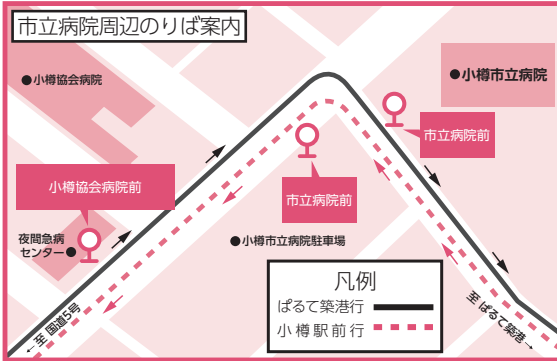 市立病院周辺のりば案内
●小樽協会病院
●小樽市立病院
市立病院前
小樽協会病院前
市立病院前
夜間急病
センター●
●小樽市立病院駐車場
凡例
ぱるて築港行
小樽駅前行
←至 国道5号
至 ぱるて築港→